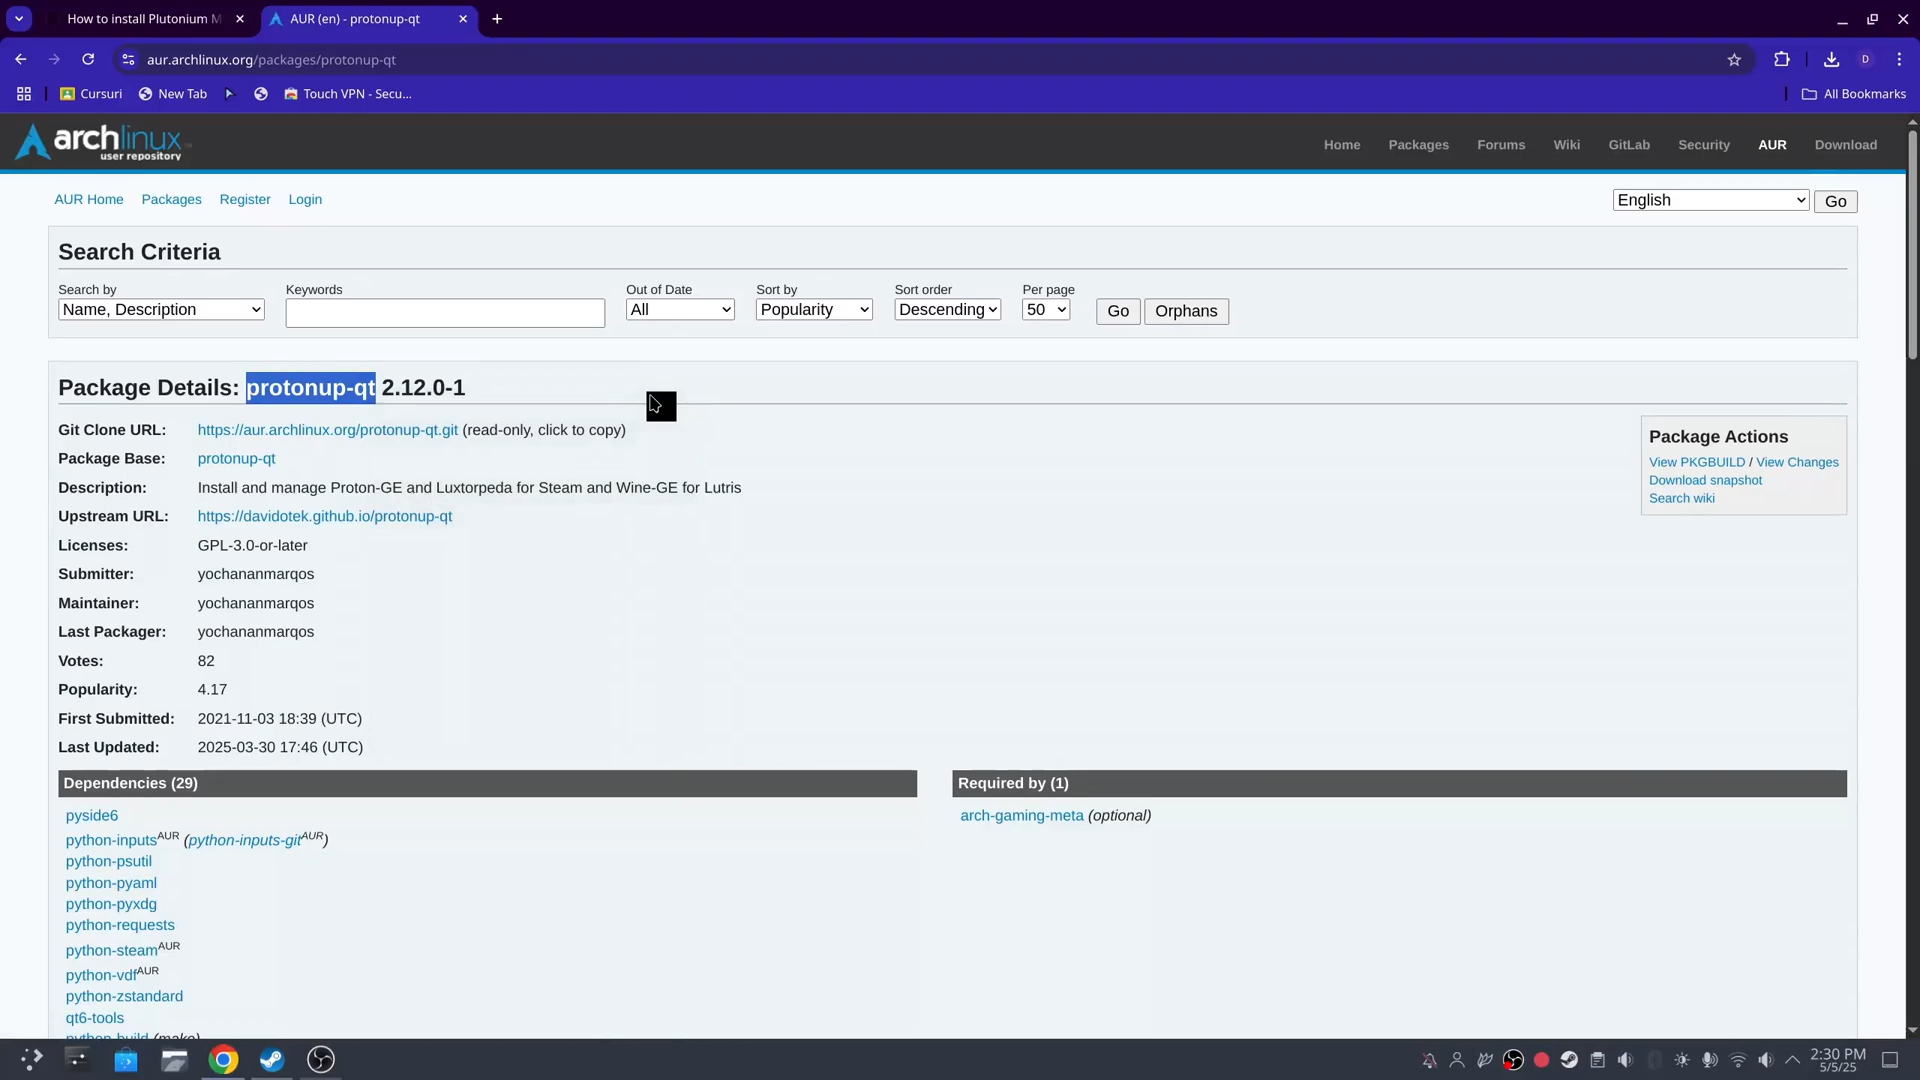 How to install Plutonium M
AUR (en) - protonup-qt
aur.archlinux.org/packages/protonup-qt
D
Cursuri
New Tab
Touch VPN - Secu...
All Bookmarks
archlinux
user repository
Home Packages Forums Wiki GitLab Security AUR Download
AUR Home Packages Register Login
English
Go
Search Criteria
Search by Keywords Out of Date Sort by Sort order Per page
Name, Description All Popularity Descending 50 Go Orphans
Package Details: protonup-qt 2.12.0-1
Git Clone URL: https://aur.archlinux.org/protonup-qt.git (read-only, click to copy)
Package Base: protonup-qt
Description: Install and manage Proton-GE and Luxtorpeda for Steam and Wine-GE for Lutris
Upstream URL: https://davidotek.github.io/protonup-qt
Licenses: GPL-3.0-or-later
Submitter: yochananmarqos
Maintainer: yochananmarqos
Last Packager: yochananmarqos
Votes: 82
Popularity: 4.17
First Submitted: 2021-11-03 18:39 (UTC)
Last Updated: 2025-03-30 17:46 (UTC)
Package Actions
View PKGBUILD / View Changes
Download snapshot
Search wiki
Dependencies (29)
pyside6
python-inputsAUR (python-inputs-gitAUR)
python-psutil
python-pyaml
python-pyxdg
python-requests
python-steamAUR
python-vdfAUR
python-zstandard
qt6-tools
python-build (make)
Required by (1)
arch-gaming-meta (optional)
2:30 PM
5/5/25